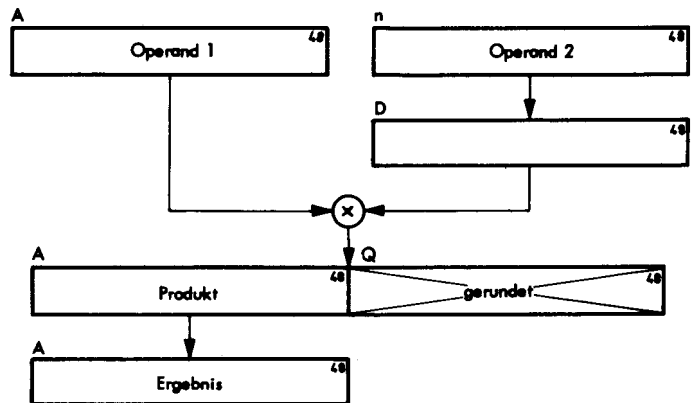 A n
Operand 1 48 Operand 2 48
D
48
x
A Q
Produkt 48 gerundet 48
A
Ergebnis 48